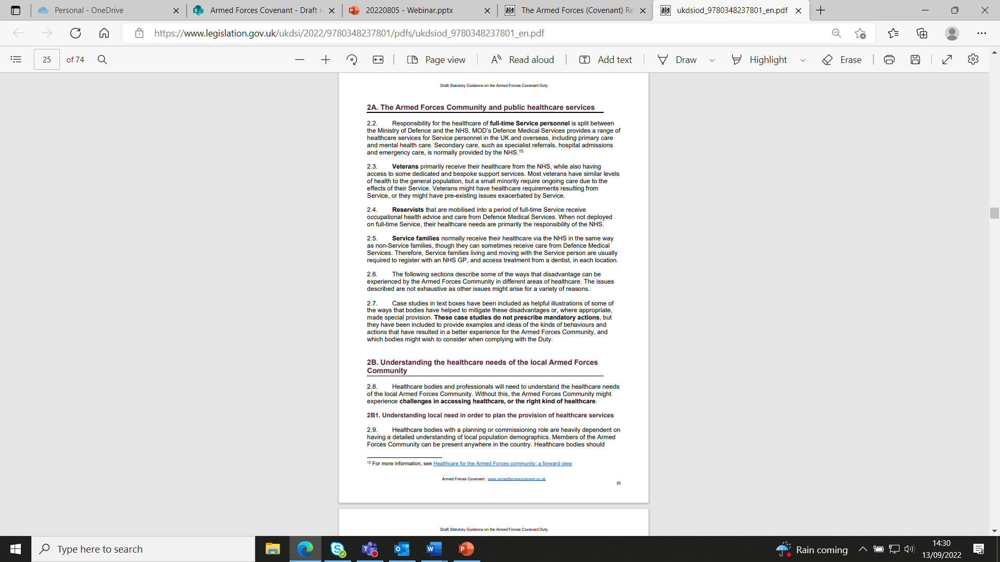 Personal - OneDrive
Armed Forces Covenant - Draft r
20220805 - Webinar.pptx
The Armed Forces (Covenant) Re
ukdsiod_9780348237801_en.pdf
https://www.legislation.gov.uk/ukdsi/2022/9780348237801/pdfs/ukdsiod_9780348237801_en.pdf
25 of 74
Page view
Read aloud
Add text
Draw
Highlight
Erase
Draft Statutory Guidance on the Armed Forces Covenant Duty
2A. The Armed Forces Community and public healthcare services
2.2. Responsibility for the healthcare of full-time Service personnel is split between
the Ministry of Defence and the NHS. MOD's Defence Medical Services provides a range of
healthcare services for Service personnel in the UK and overseas, including primary care
and mental health care. Secondary care, such as specialist referrals, hospital admissions
and emergency care, is normally provided by the NHS.15
2.3. Veterans primarily receive their healthcare from the NHS, while also having
access to some dedicated and bespoke support services. Most veterans have similar levels
of health to the general population, but a small minority require ongoing care due to the
effects of their Service. Veterans might have healthcare requirements resulting from
Service, or they might have pre-existing issues exacerbated by Service.
2.4. Reservists that are mobilised into a period of full-time Service receive
occupational health advice and care from Defence Medical Services. When not deployed
on full-time Service, their healthcare needs are primarily the responsibility of the NHS.
2.5. Service families normally receive their healthcare via the NHS in the same way
as non-Service families, though they can sometimes receive care from Defence Medical
Services. Therefore, Service families living and moving with the Service person are usually
required to register with an NHS GP, and access treatment from a dentist, in each location.
2.6. The following sections describe some of the ways that disadvantage can be
experienced by the Armed Forces Community in different areas of healthcare. The issues
described are not exhaustive as other issues might arise for a variety of reasons.
2.7. Case studies in text boxes have been included as helpful illustrations of some of
the ways that bodies have helped to mitigate these disadvantages or, where appropriate,
made special provision. These case studies do not prescribe mandatory actions, but
they have been included to provide examples and ideas of the kinds of behaviours and
actions that have resulted in a better experience for the Armed Forces Community, and
which bodies might wish to consider when complying with the Duty.
2B. Understanding the healthcare needs of the local Armed Forces
Community
2.8. Healthcare bodies and professionals will need to understand the healthcare needs
of the local Armed Forces Community. Without this, the Armed Forces Community might
experience challenges in accessing healthcare, or the right kind of healthcare.
2B1. Understanding local need in order to plan the provision of healthcare services
2.9. Healthcare bodies with a planning or commissioning role are heavily dependent on
having a detailed understanding of local population demographics. Members of the Armed
Forces Community can be present anywhere in the country. Healthcare bodies should
15 For more information, see Healthcare for the Armed Forces community: a forward view
Armed Forces Covenant · www.armedforcescovenant.co.uk
25
Draft Statutory Guidance on the Armed Forces Covenant Duty
Type here to search
Rain coming
14:30
13/09/2022